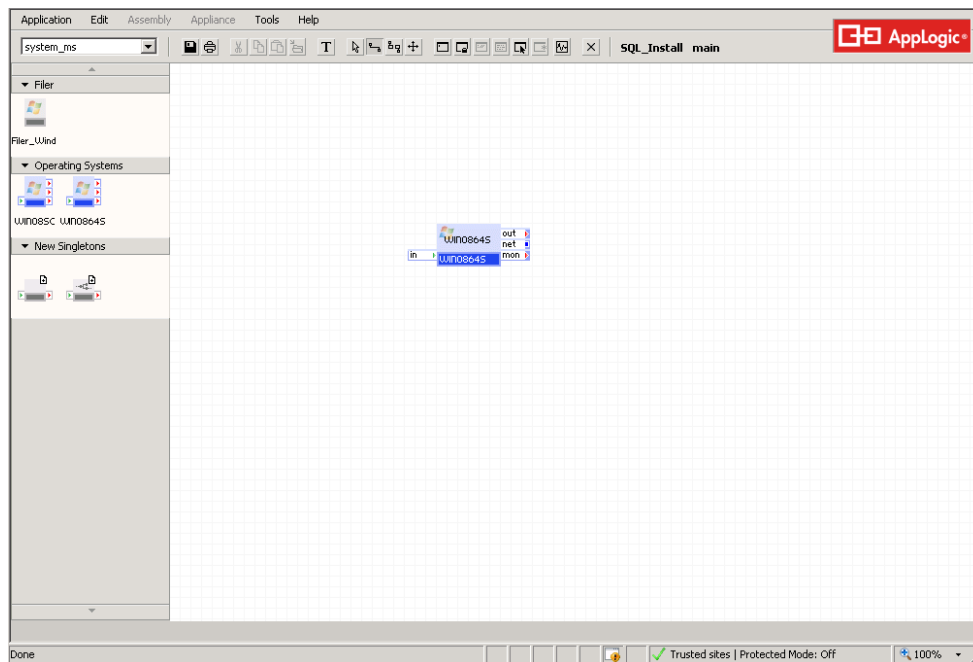 Application Edit Assembly Appliance Tools Help
system_ms T SQL_Install main AppLogic
Filer
Filer_Wind
Operating Systems
WIN08SC WIN0864S
New Singletons
WIN0864S
in WIN0864S out net mon
Done Trusted sites | Protected Mode: Off 100%